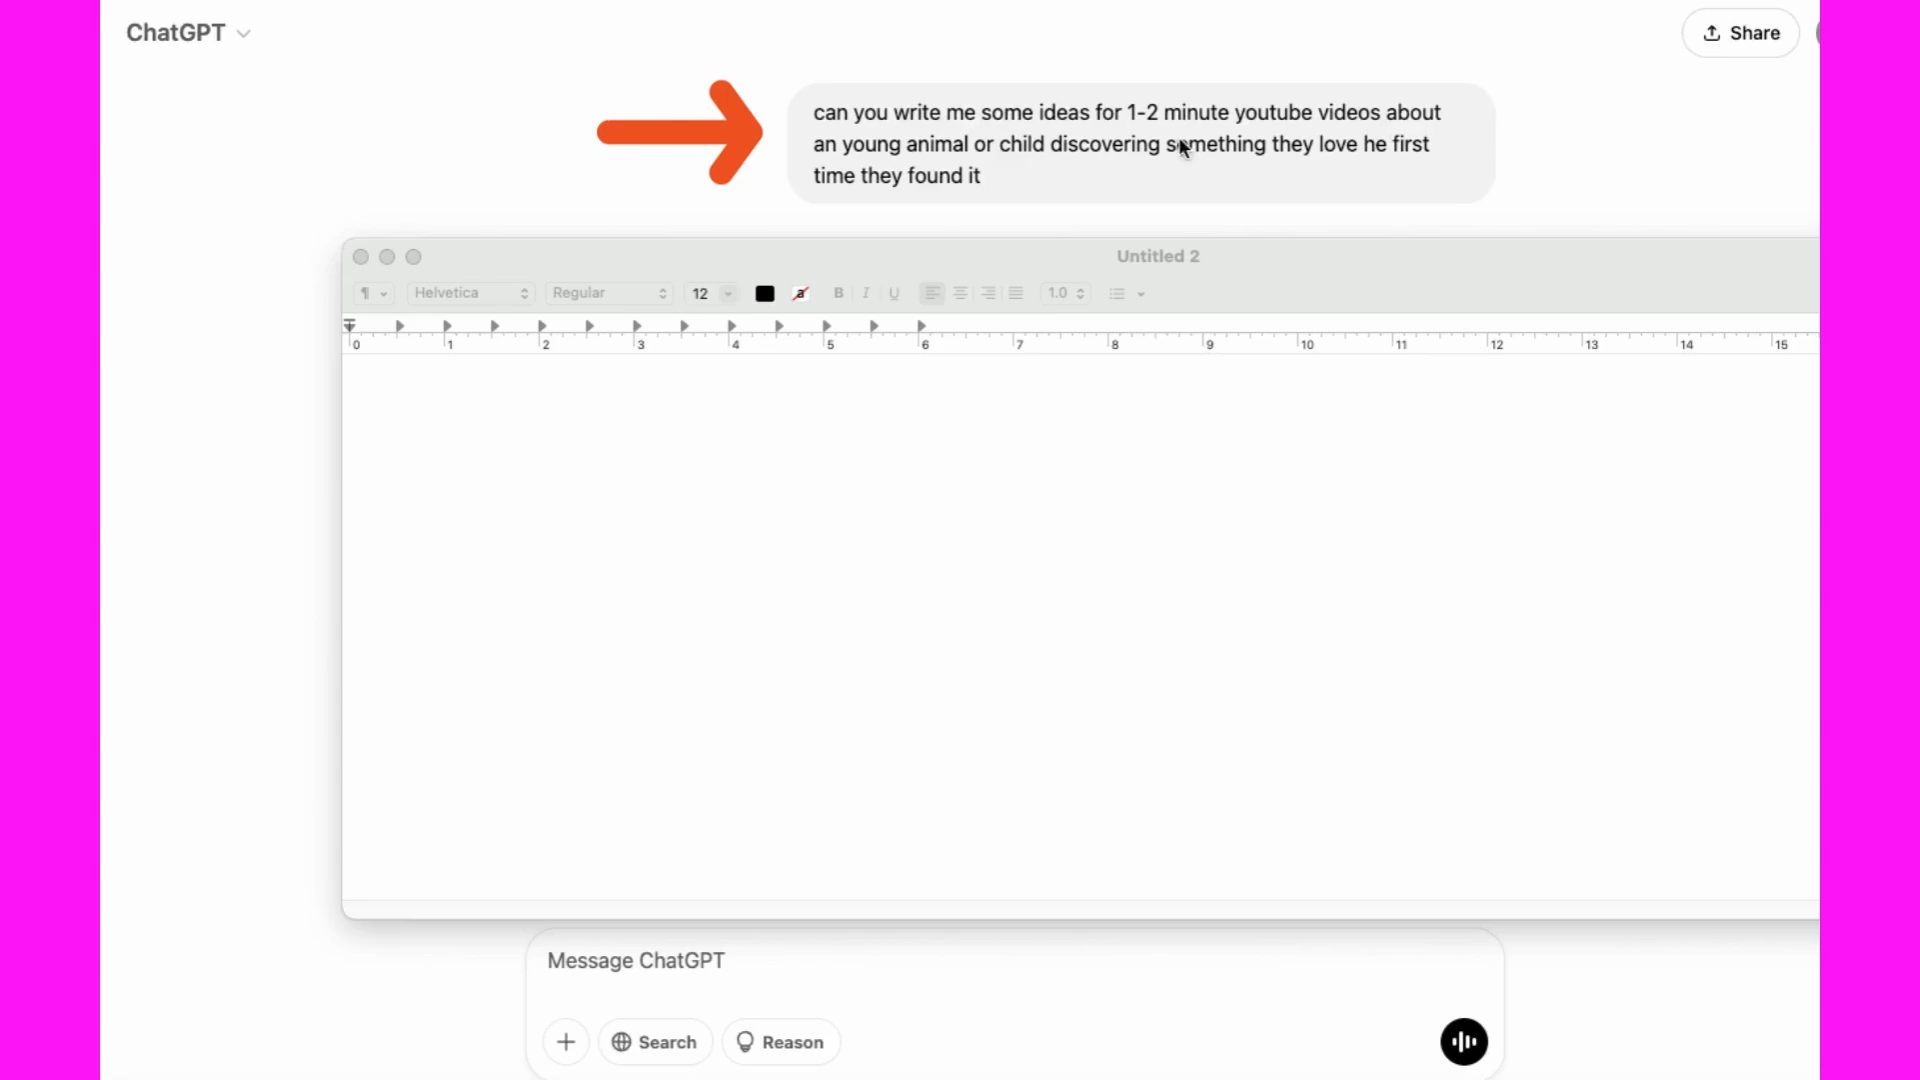 ChatGPT
Share
can you write me some ideas for 1-2 minute youtube videos about
an young animal or child discovering something they love he first
time they found it
Untitled 2
¶ Helvetica Regular 12 a B I U 1.0
0 1 2 3 4 5 6 7 8 9 10 11 12 13 14 15
Message ChatGPT
+ Search Reason